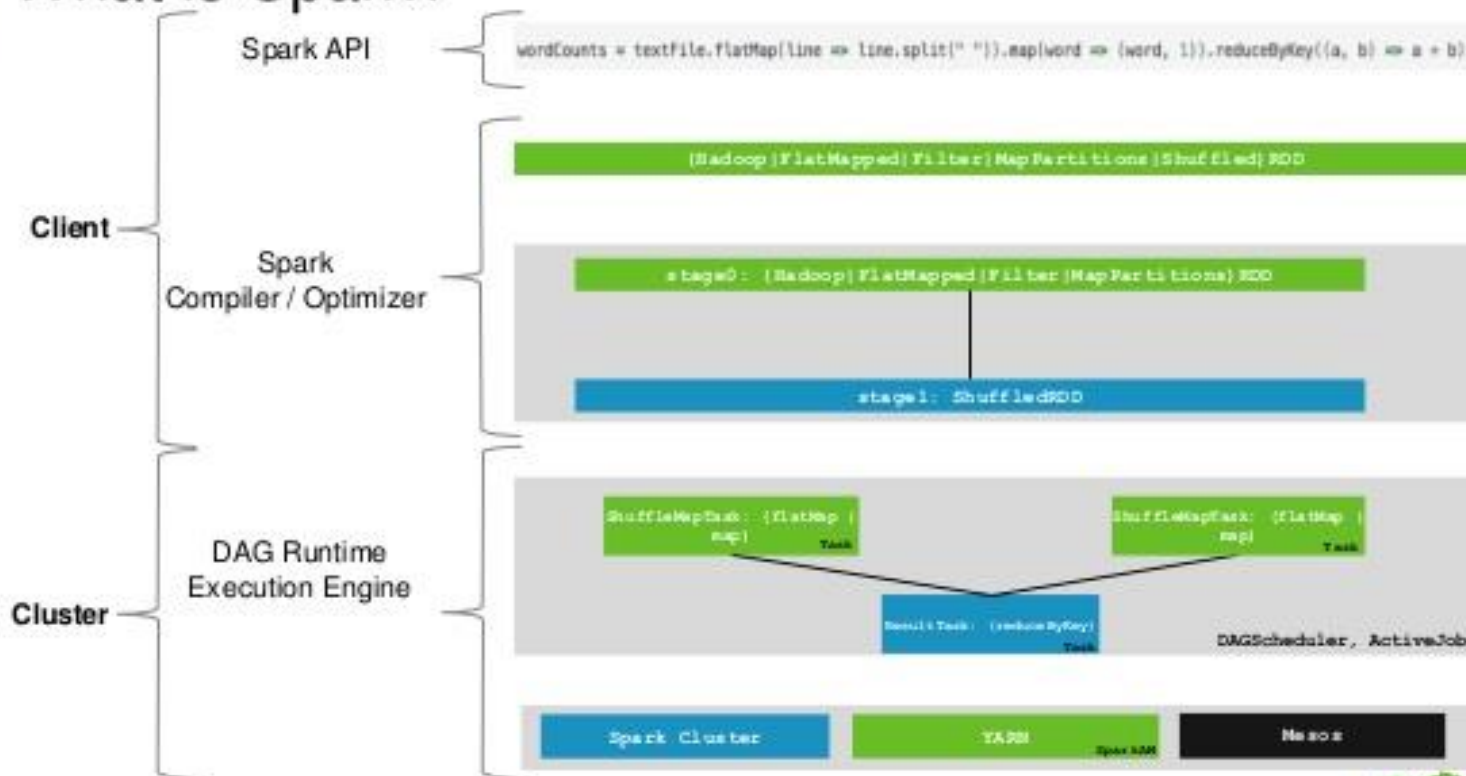 Spark API
wordCounts = textFile.flatMap(line => line.split(" ")).map(word => (word, 1)).reduceByKey((a, b) => a + b)
{Hadoop|FlatMapped|Filter|MapPartitions|Shuffled}RDD
Client
Spark
Compiler / Optimizer
stage0: {Hadoop|FlatMapped|Filter|MapPartitions}RDD
stage1: ShuffledRDD
DAG Runtime
Execution Engine
Cluster
ShuffleMapTask: {flatMap |
map}
Task
ShuffleMapTask: {flatMap |
map}
Task
ResultTask: {reduceByKey}
Task
DAGScheduler, ActiveJob
Spark Cluster
YARN
SparkAM
Mesos